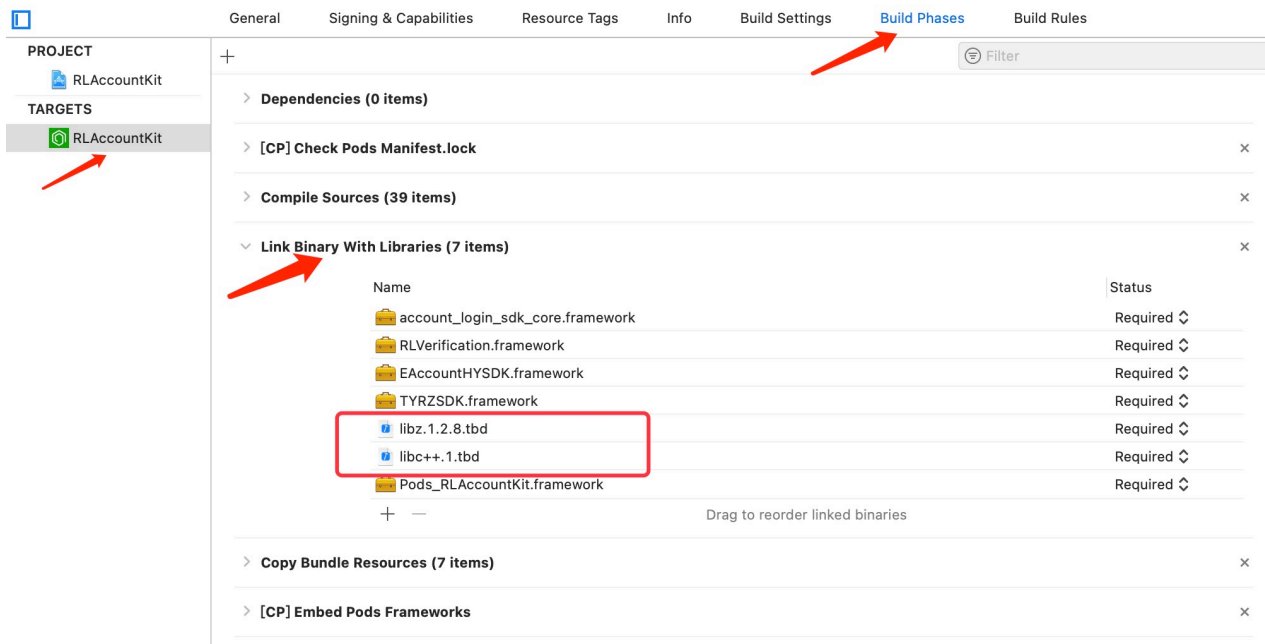 General Signing & Capabilities Resource Tags Info Build Settings Build Phases Build Rules
PROJECT
RLAccountKit
TARGETS
RLAccountKit
Filter
Dependencies (0 items)
[CP] Check Pods Manifest.lock
Compile Sources (39 items)
Link Binary With Libraries (7 items)
Name Status
account_login_sdk_core.framework Required
RLVerification.framework Required
EAccountHYSDK.framework Required
TYRZSDK.framework Required
libz.1.2.8.tbd Required
libc++.1.tbd Required
Pods_RLAccountKit.framework Required
Drag to reorder linked binaries
Copy Bundle Resources (7 items)
[CP] Embed Pods Frameworks